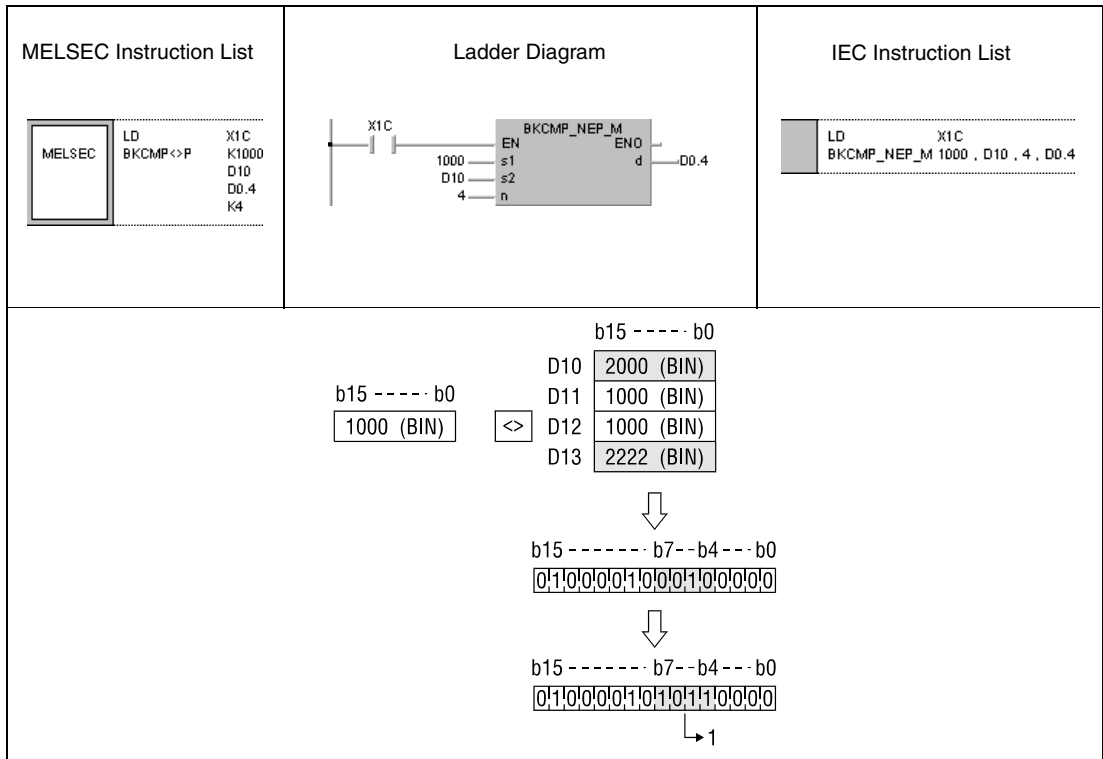 MELSEC Instruction List
Ladder Diagram
IEC Instruction List
MELSEC
LD X1C
BKCMP<>P K1000
D10
D0.4
K4
X1C
BKCMP_NEP_M
EN ENO
1000 s1 d D0.4
D10 s2
4 n
LD X1C
BKCMP_NEP_M 1000 , D10 , 4 , D0.4
b15 ----- b0
D10 2000 (BIN)
b15 ----- b0
D11 1000 (BIN)
1000 (BIN) <> D12 1000 (BIN)
D13 2222 (BIN)
b15 ------- b7--b4---b0
0 1 0 0 0 0 1 0 0 0 1 0 0 0 0 0
b15 ------- b7--b4---b0
0 1 0 0 0 0 1 0 1 0 1 1 0 0 0 0
1